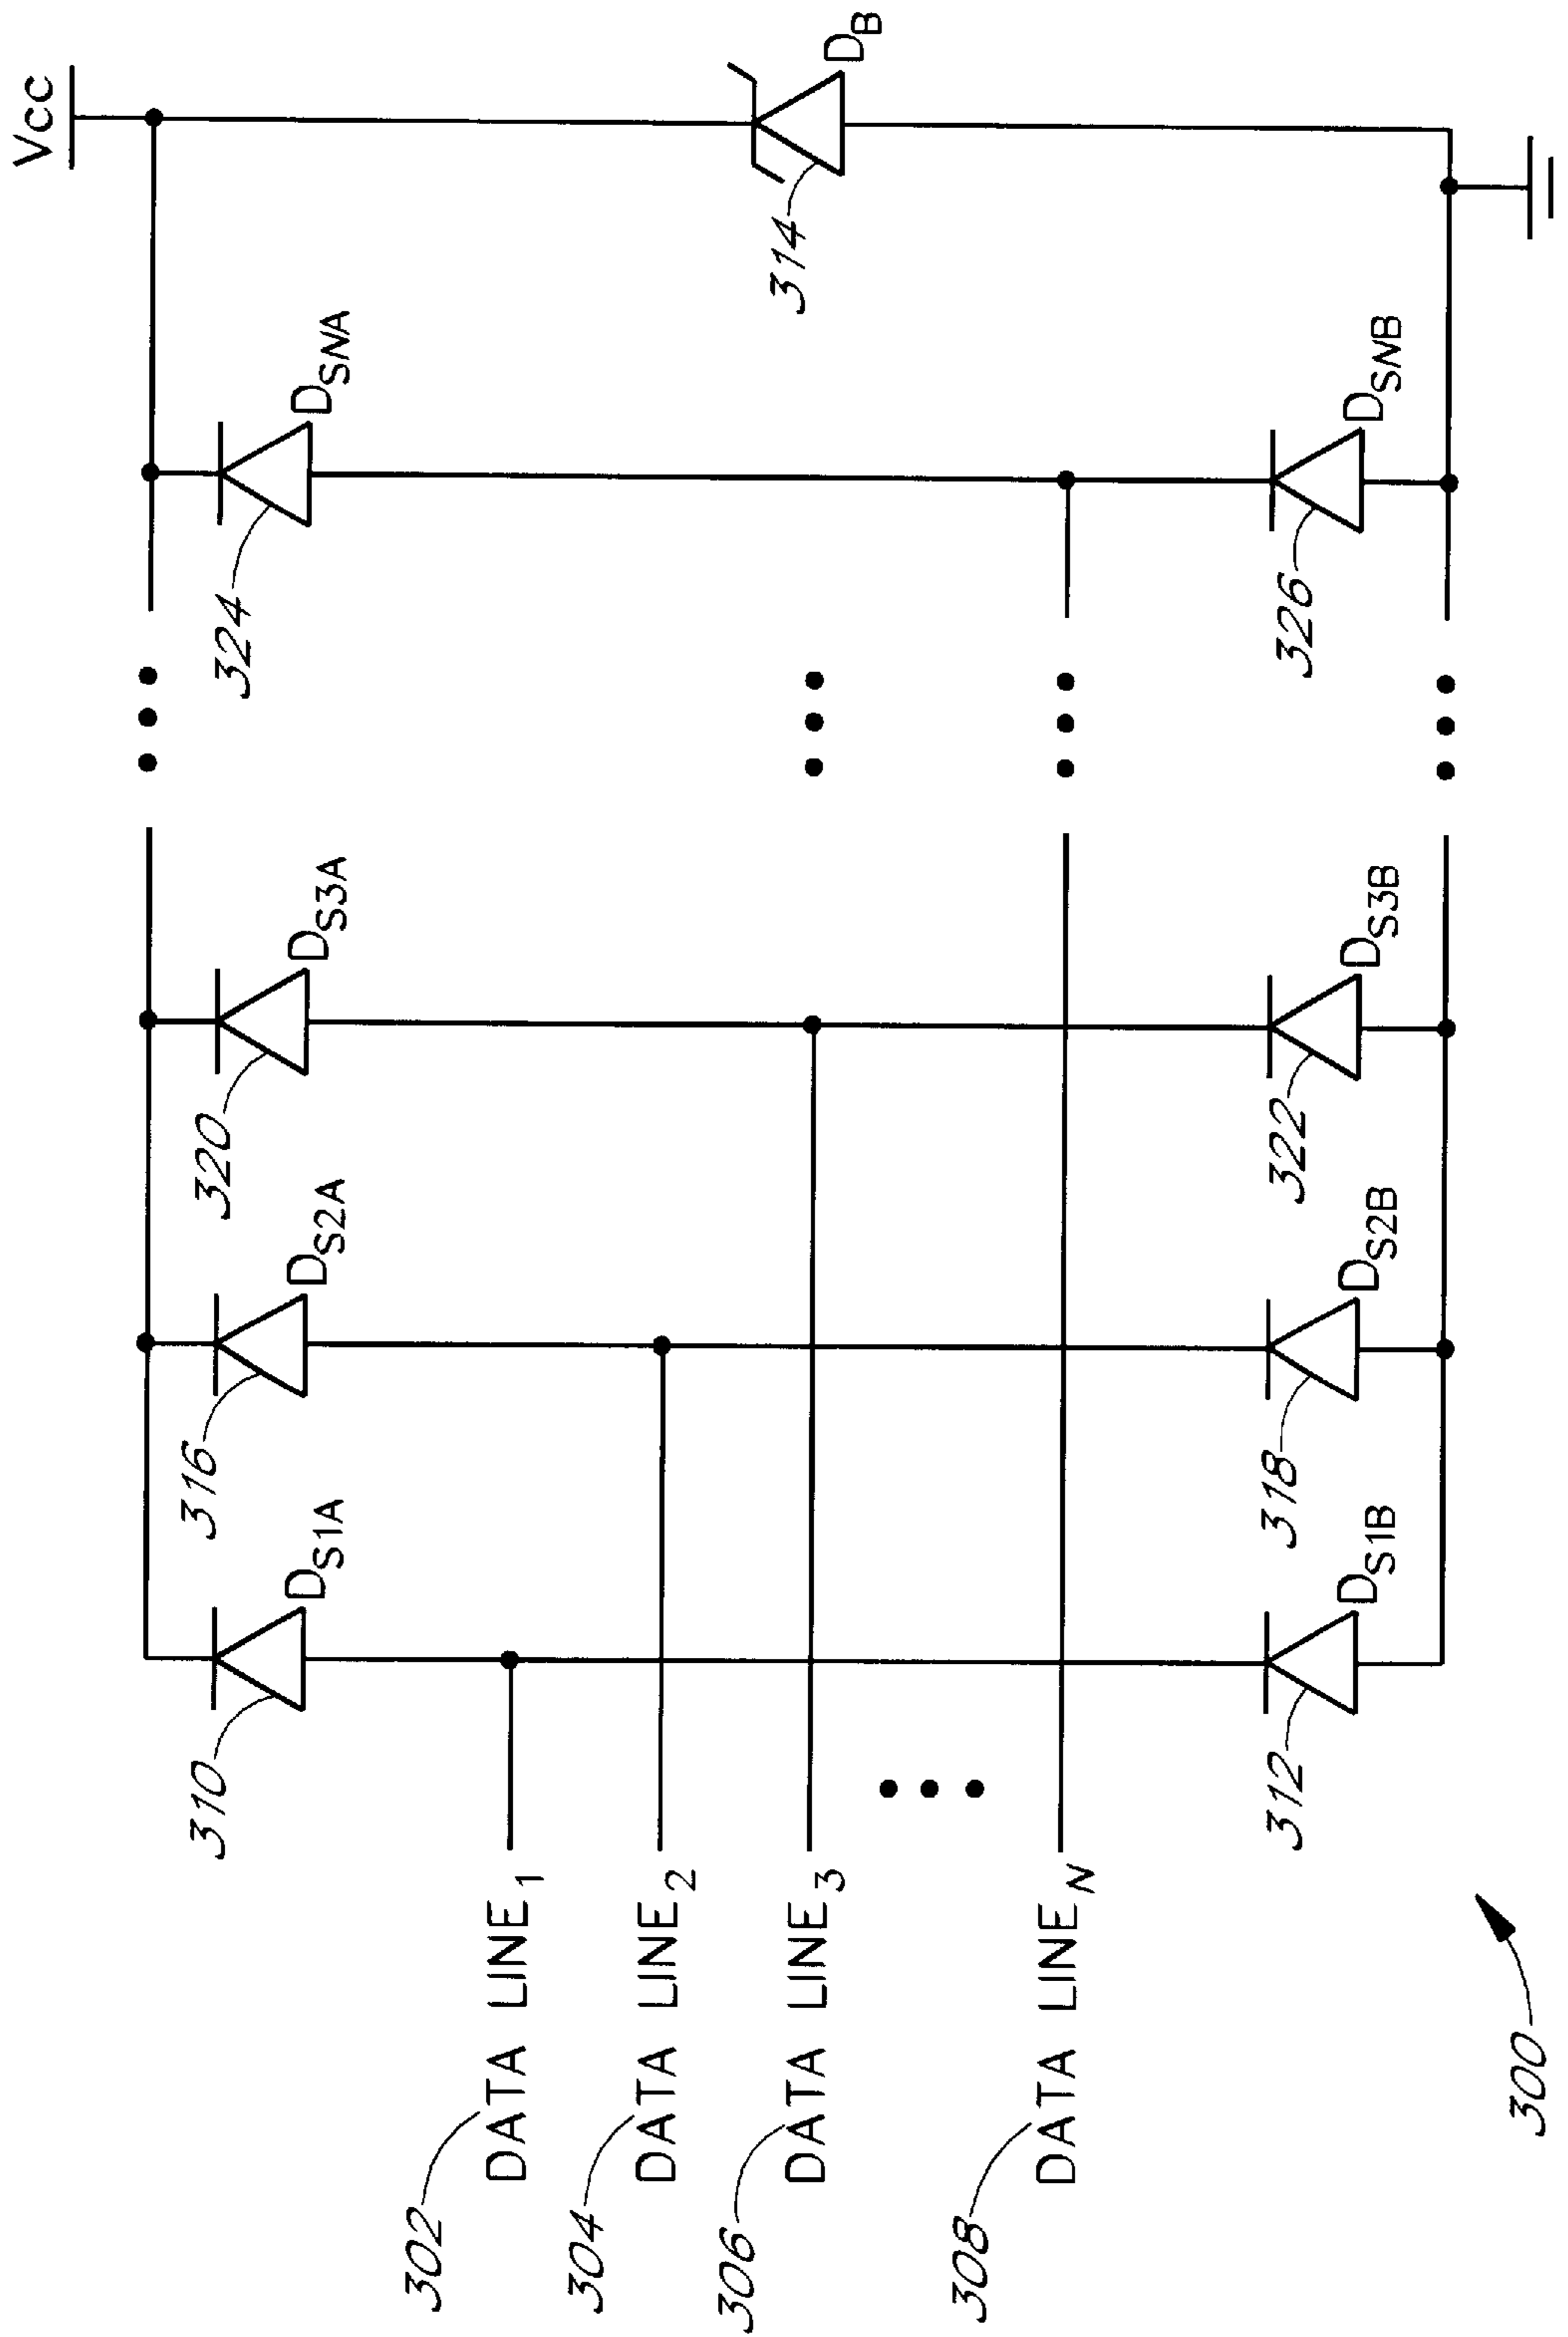 Vcc
324 D_SNA
320 D_S3A
316 D_S2A
310 D_S1A
314 D_B
302 DATA LINE_1
304 DATA LINE_2
306 DATA LINE_3
308 DATA LINE_N
326 D_SNB
322 D_S3B
318 D_S2B
312 D_S1B
300